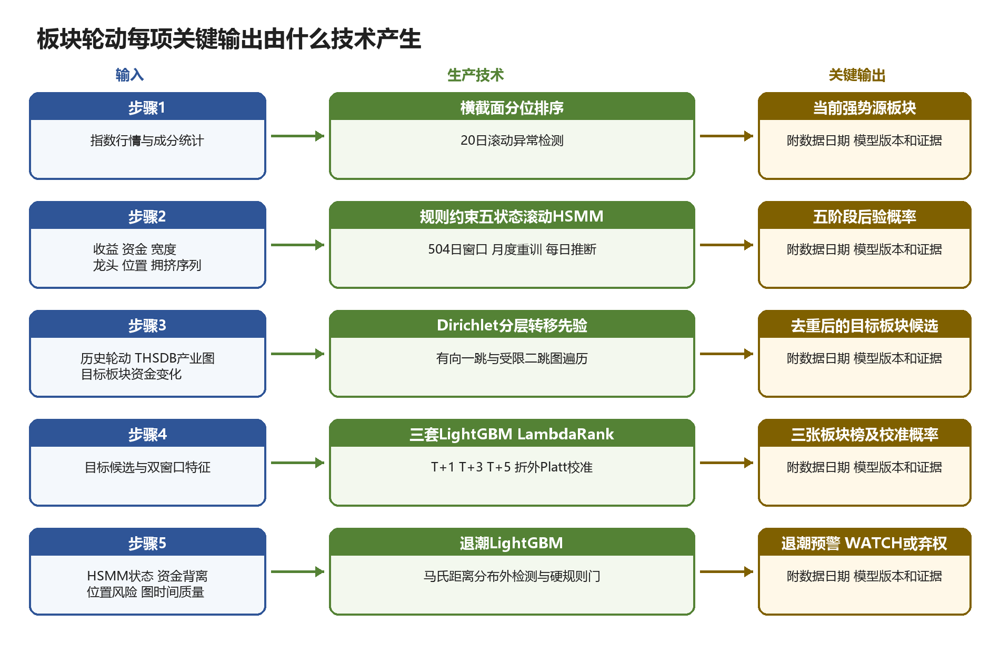 板块轮动每项关键输出由什么技术产生
输入
生产技术
关键输出
步骤1
指数行情与成分统计
横截面分位排序
20日滚动异常检测
当前强势源板块
附数据日期 模型版本和证据
步骤2
收益 资金 宽度
龙头 位置 拥挤序列
规则约束五状态滚动HSMM
504日窗口 月度重训 每日推断
五阶段后验概率
附数据日期 模型版本和证据
步骤3
历史轮动 THSDB产业图
目标板块资金变化
Dirichlet分层转移先验
有向一跳与受限二跳图遍历
去重后的目标板块候选
附数据日期 模型版本和证据
步骤4
目标候选与双窗口特征
三套LightGBM LambdaRank
T+1 T+3 T+5 折外Platt校准
三张板块榜及校准概率
附数据日期 模型版本和证据
步骤5
HSMM状态 资金背离
位置风险 图时间质量
退潮LightGBM
马氏距离分布外检测与硬规则门
退潮预警 WATCH或弃权
附数据日期 模型版本和证据